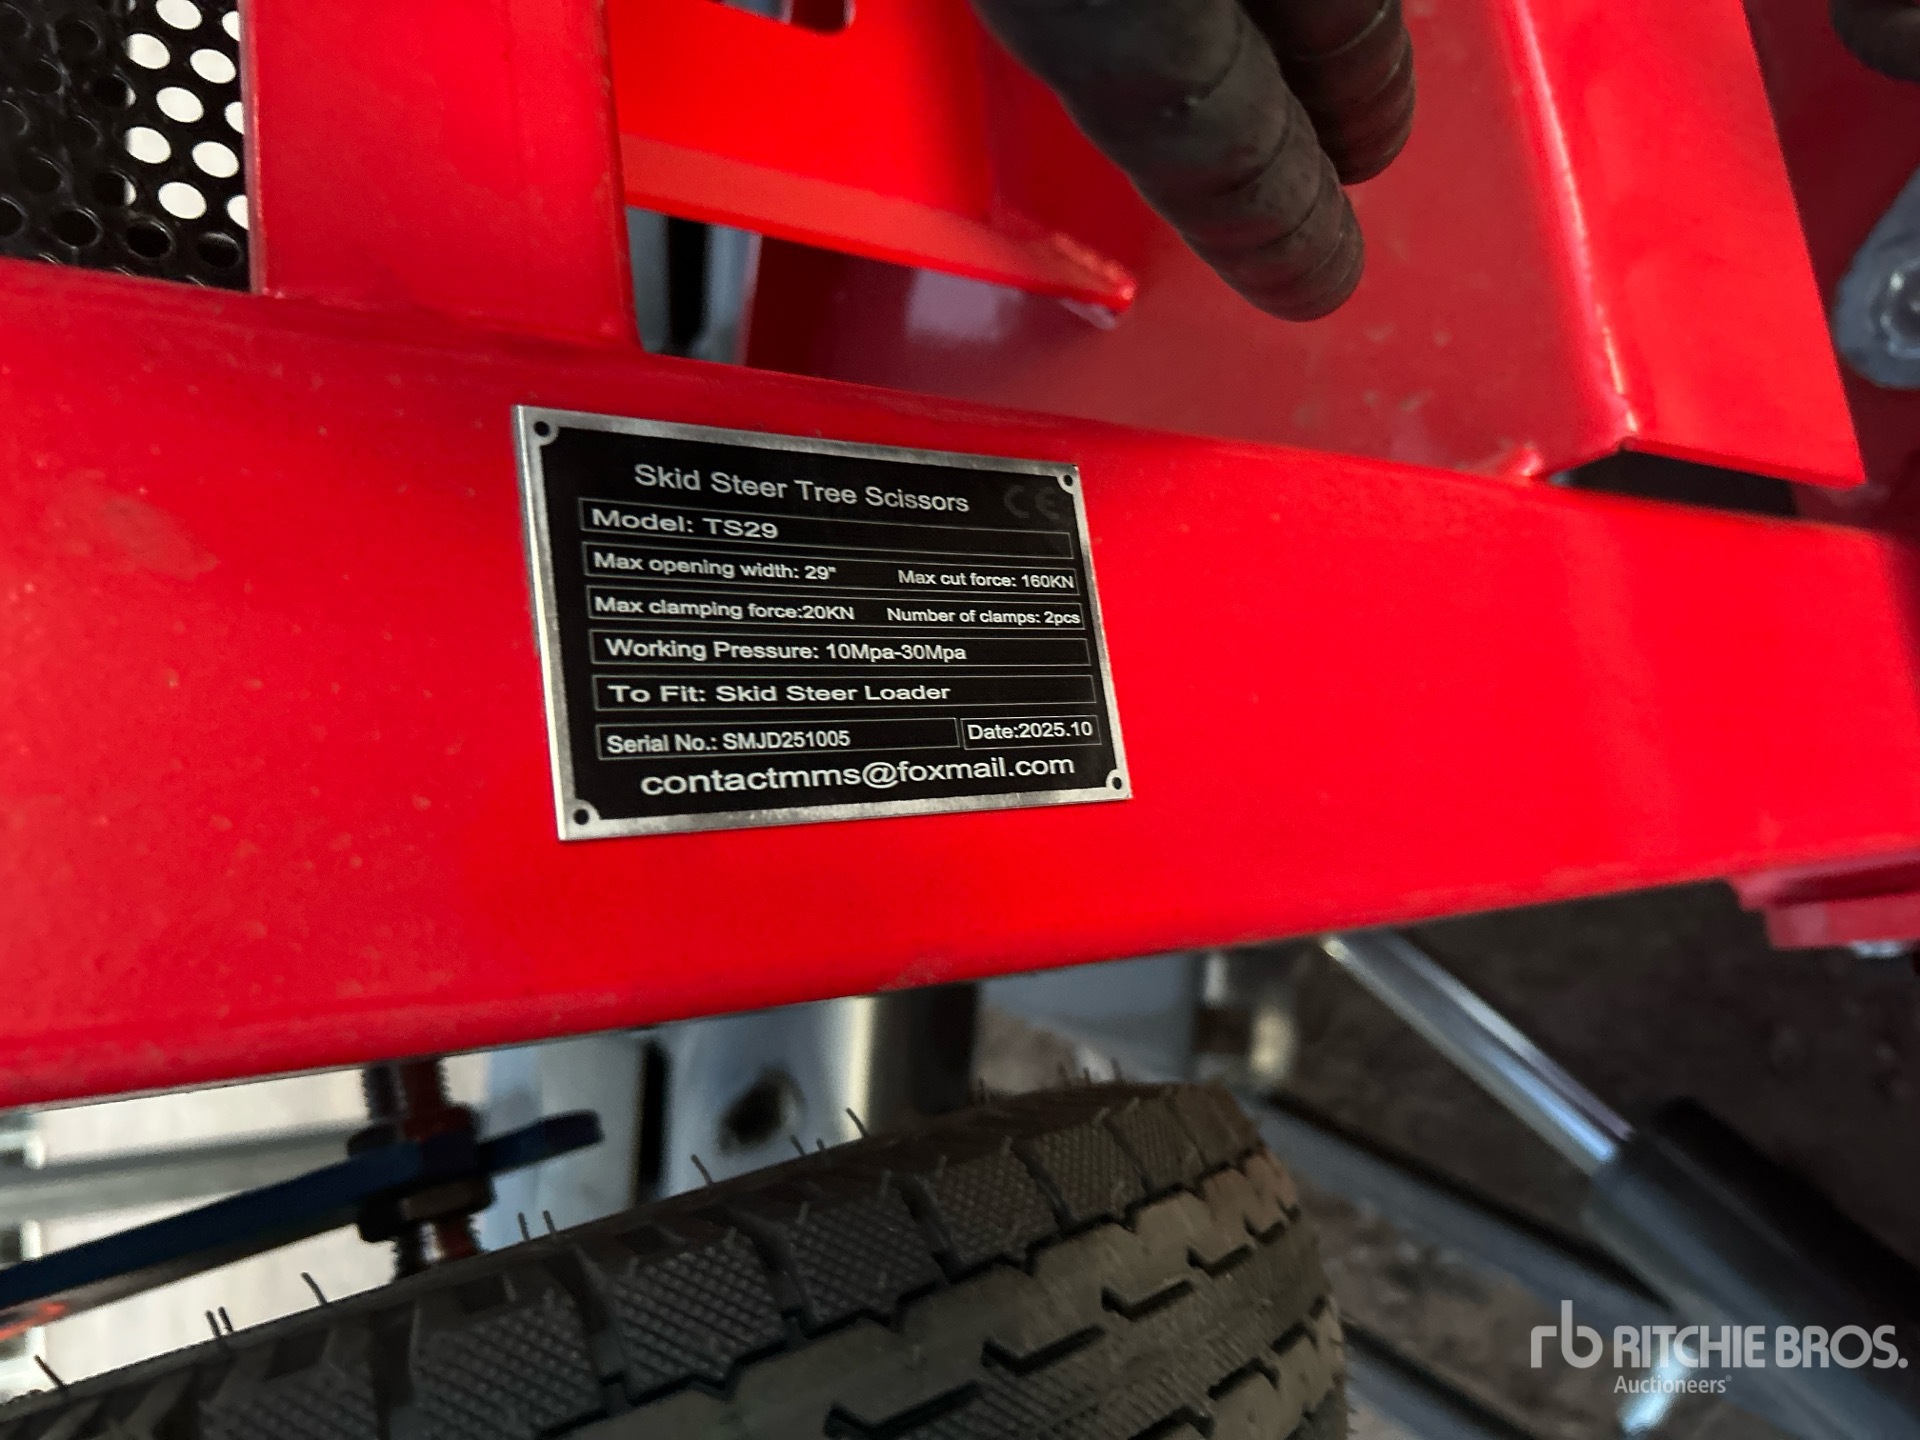 Skid Steer Tree Scissors CE
Model: TS29
Max opening width: 29" Max cut force: 160KN
Max clamping force:20KN Number of clamps: 2pcs
Working Pressure: 10Mpa-30Mpa
To Fit: Skid Steer Loader
Serial No.: SMJD251005 Date:2025.10
contactmms@foxmail.com
rb RITCHIE BROS.
Auctioneers